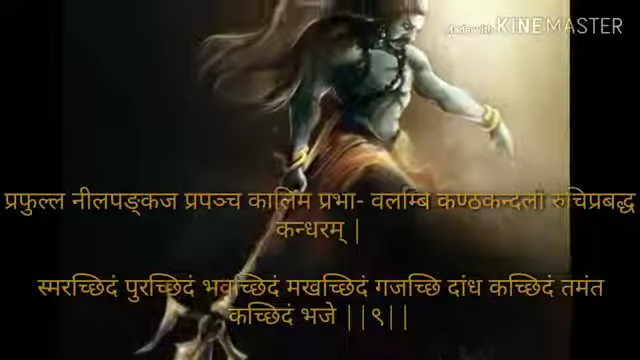 Made with KINEMASTER
प्रफुल्ल नीलपङ्कज प्रपञ्च कालिम प्रभा- वलम्बि कण्ठकन्दली रुचिप्रबद्ध
कन्धरम् |
स्मरच्छिदं पुरच्छिदं भवच्छिदं मखच्छिदं गजच्छि दांध कच्छिदं तमंत
कच्छिदं भजे ||९||